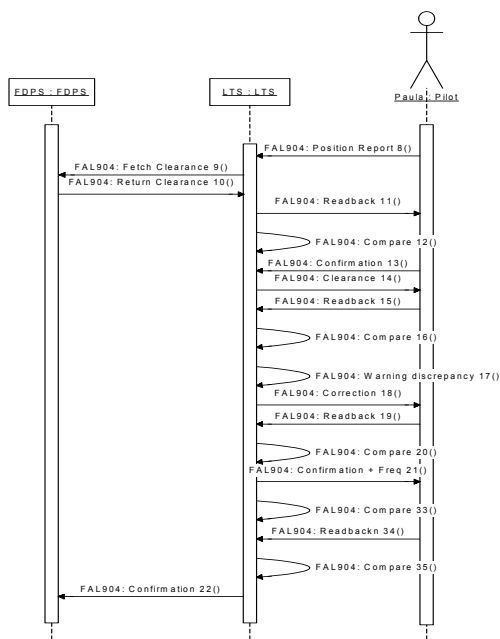 FDPS : FDPS
LTS : LTS
Paula : Pilot
FAL904: Position Report 8()
FAL904: Fetch Clearance 9()
FAL904: Return Clearance 10()
FAL904: Readback 11()
FAL904: Compare 12()
FAL904: Confirmation 13()
FAL904: Clearance 14()
FAL904: Readback 15()
FAL904: Compare 16()
FAL904: Warning discrepancy 17()
FAL904: Correction 18()
FAL904: Readback 19()
FAL904: Compare 20()
FAL904: Confirmation + Freq 21()
FAL904: Compare 33()
FAL904: Readbackn 34()
FAL904: Compare 35()
FAL904: Confirmation 22()